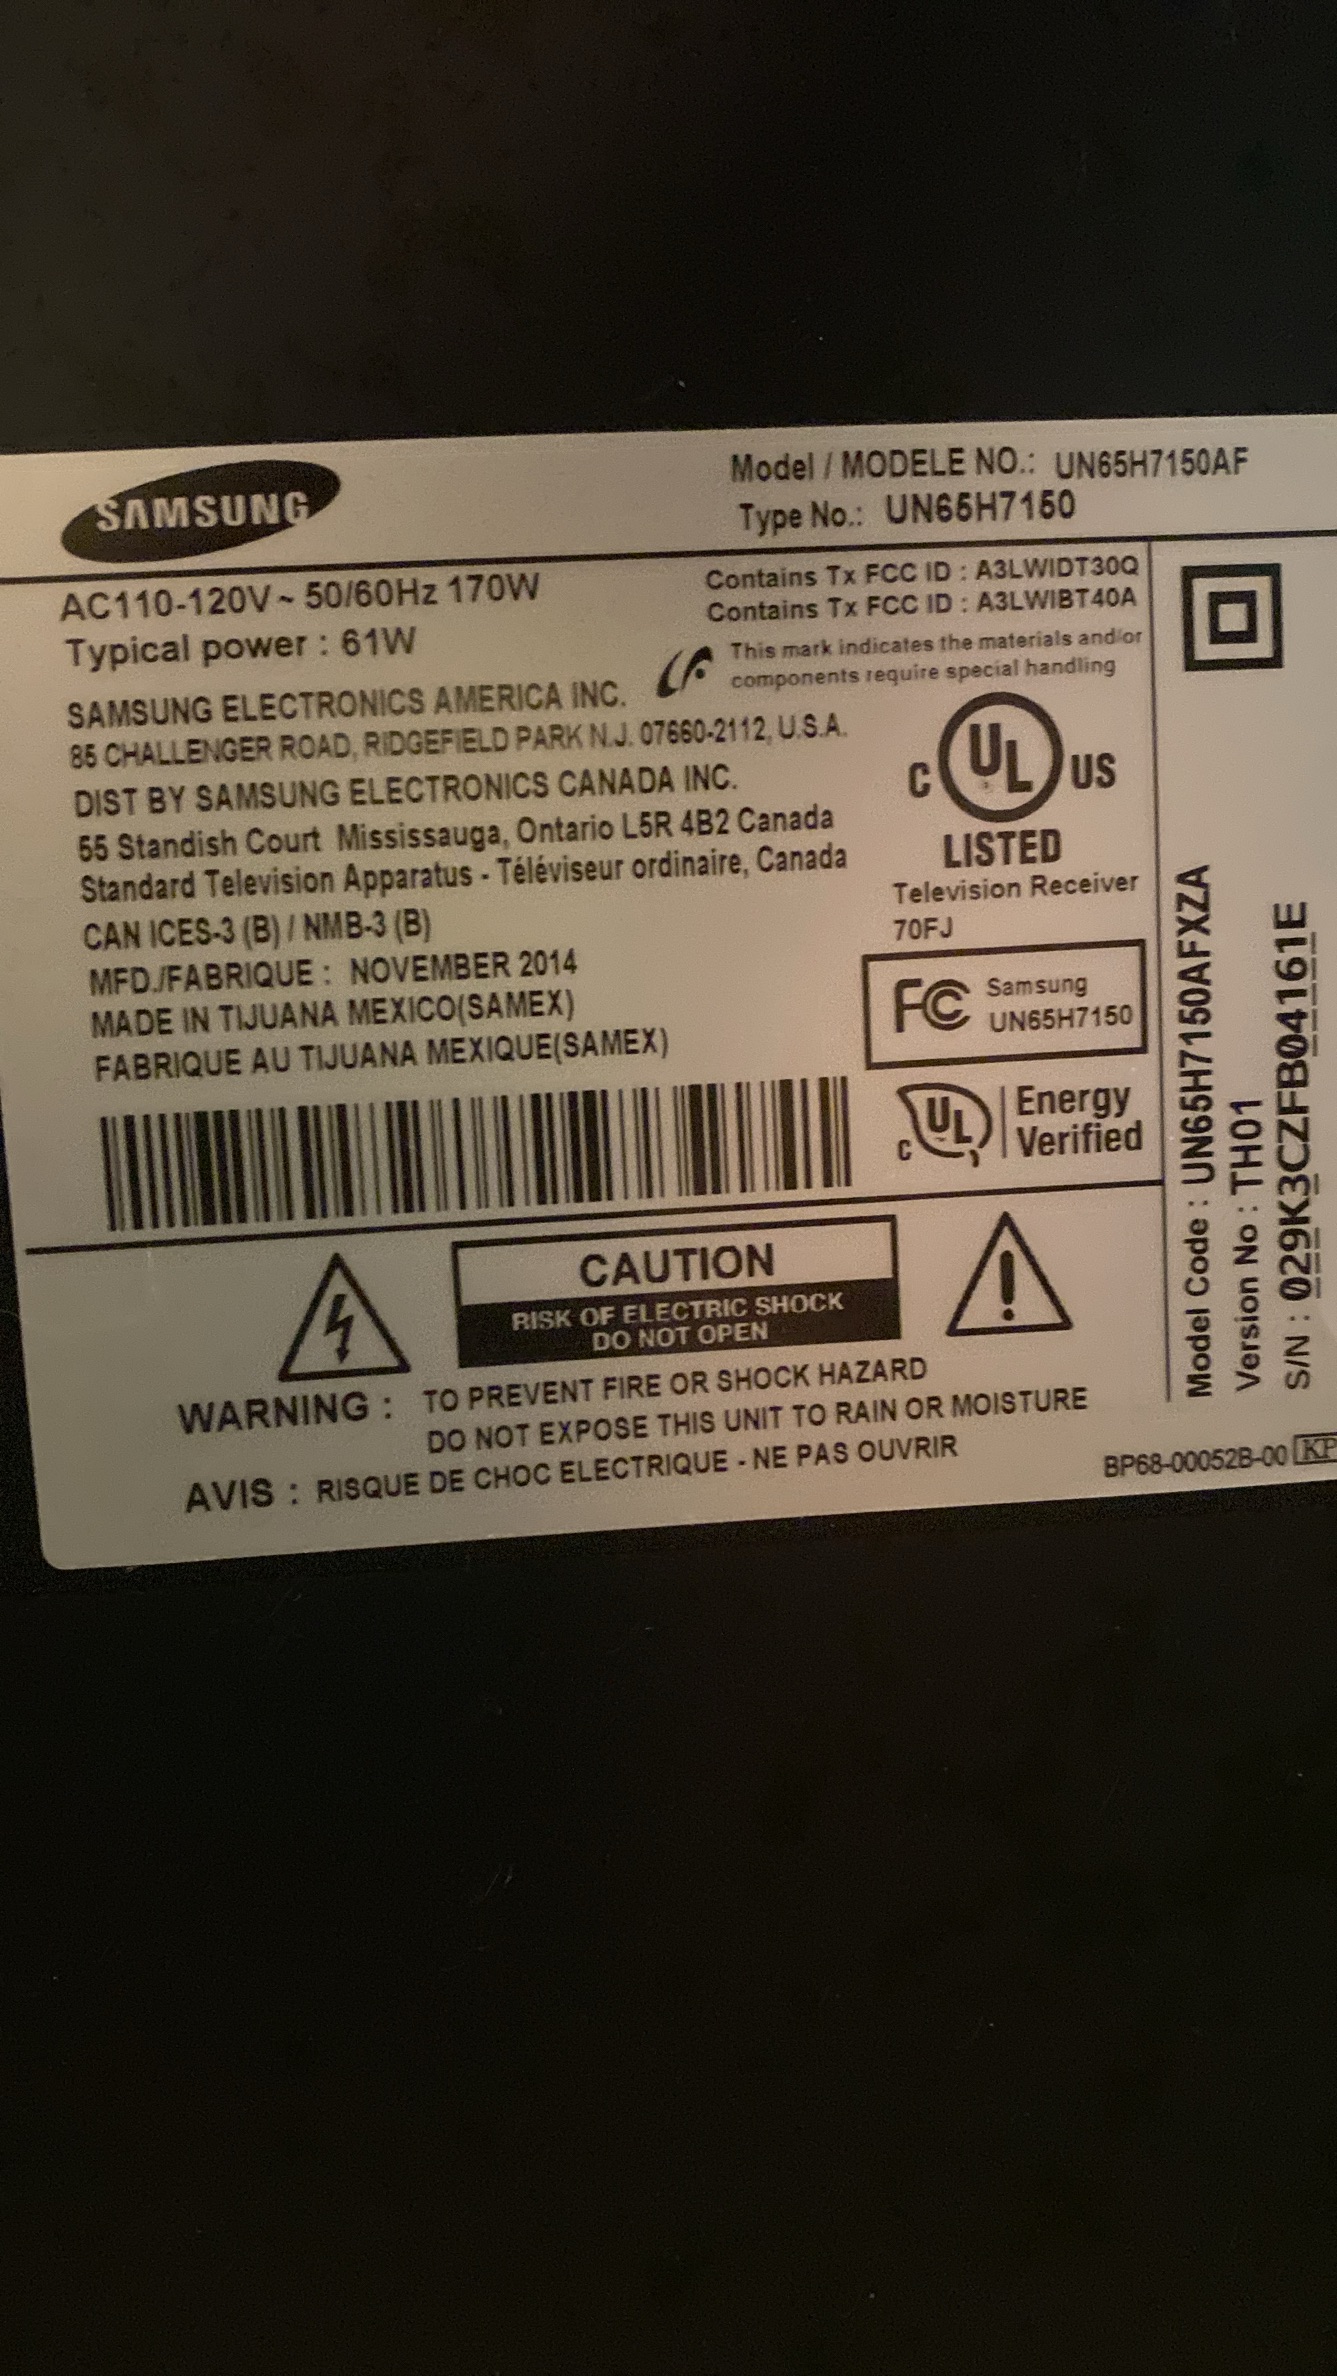 SAMSUNG
Model / MODELE NO.: UN65H7150AF
Type No.: UN65H7150
AC110-120V ~ 50/60Hz 170W
Typical power : 61W
Contains Tx FCC ID : A3LWIDT30Q
Contains Tx FCC ID : A3LWIBT40A
This mark indicates the materials and/or
components require special handling
SAMSUNG ELECTRONICS AMERICA INC.
85 CHALLENGER ROAD, RIDGEFIELD PARK N.J. 07660-2112, U.S.A.
DIST BY SAMSUNG ELECTRONICS CANADA INC.
55 Standish Court Mississauga, Ontario L5R 4B2 Canada
Standard Television Apparatus - Téléviseur ordinaire, Canada
CAN ICES-3 (B) / NMB-3 (B)
MFD./FABRIQUE : NOVEMBER 2014
MADE IN TIJUANA MEXICO(SAMEX)
FABRIQUE AU TIJUANA MEXIQUE(SAMEX)
C UL US
LISTED
Television Receiver
70FJ
FC Samsung
UN65H7150
C UL Energy
Verified
CAUTION
RISK OF ELECTRIC SHOCK
DO NOT OPEN
WARNING : TO PREVENT FIRE OR SHOCK HAZARD
DO NOT EXPOSE THIS UNIT TO RAIN OR MOISTURE
AVIS : RISQUE DE CHOC ELECTRIQUE - NE PAS OUVRIR
BP68-00052B-00 KP
Model Code : UN65H7150AFXZA
Version No : TH01
S/N : 029K3CZFB04161E